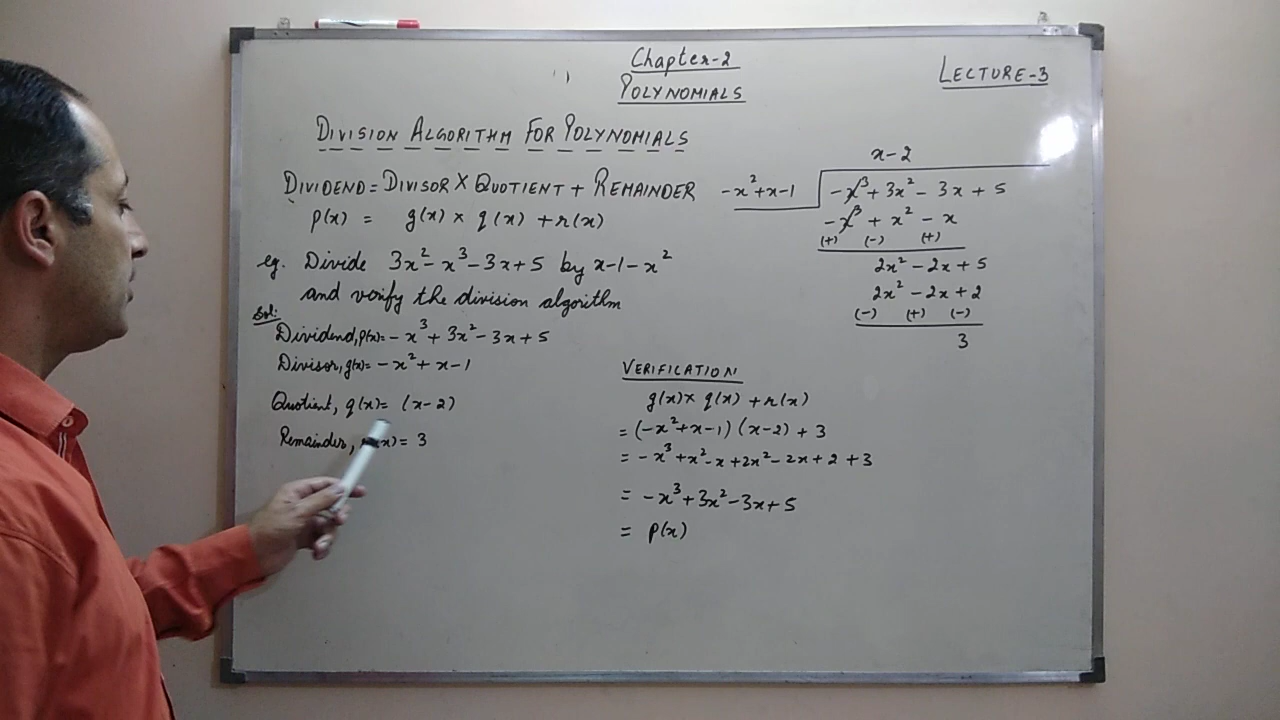 Chapter-2
POLYNOMIALS
LECTURE-3
DIVISION ALGORITHM FOR POLYNOMIALS
DIVIDEND = DIVISOR X QUOTIENT + REMAINDER
p(x) = g(x) × q(x) + r(x)
eg. Divide 3x² - x³ - 3x + 5 by x - 1 - x²
and verify the division algorithm
Sol:
Dividend, p(x) = - x³ + 3x² - 3x + 5
Divisor, g(x) = - x² + x - 1
Quotient, q(x) = (x - 2)
Remainder, (x) = 3
x - 2
-x² + x - 1
-x³ + 3x² - 3x + 5
-x³ + x² - x
(+) (-) (+)
2x² - 2x + 5
2x² - 2x + 2
(-) (+) (-)
3
VERIFICATION
g(x) × q(x) + r(x)
= (-x² + x - 1) (x - 2) + 3
= - x³ + x² - x + 2x² - 2x + 2 + 3
= - x³ + 3x² - 3x + 5
= p(x)